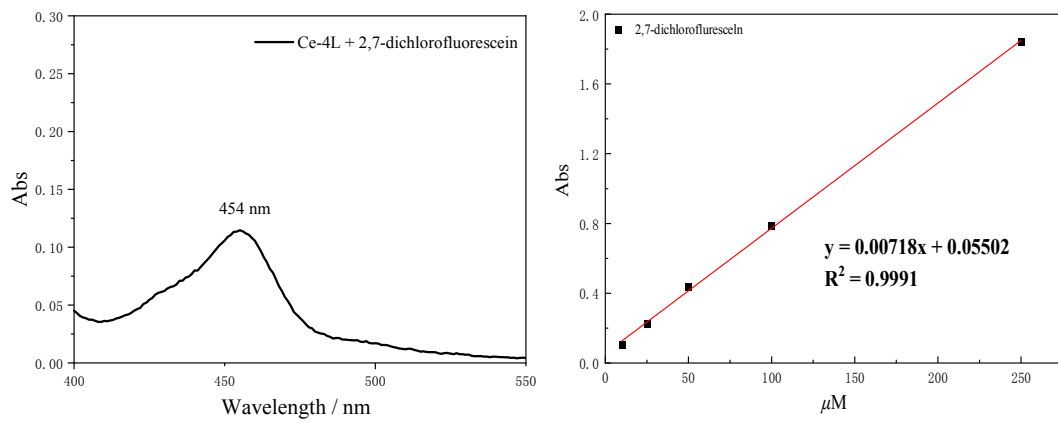 0.30
0.25
0.20
0.15
0.10
0.05
0.00
Abs
Ce-4L + 2,7-dichlorofluorescein
454 nm
400
450
500
550
Wavelength / nm
2.0
1.6
1.2
0.8
0.4
0.0
Abs
2,7-dichlorofluresceln
y = 0.00718x + 0.05502
R² = 0.9991
0
50
100
150
200
250
μM